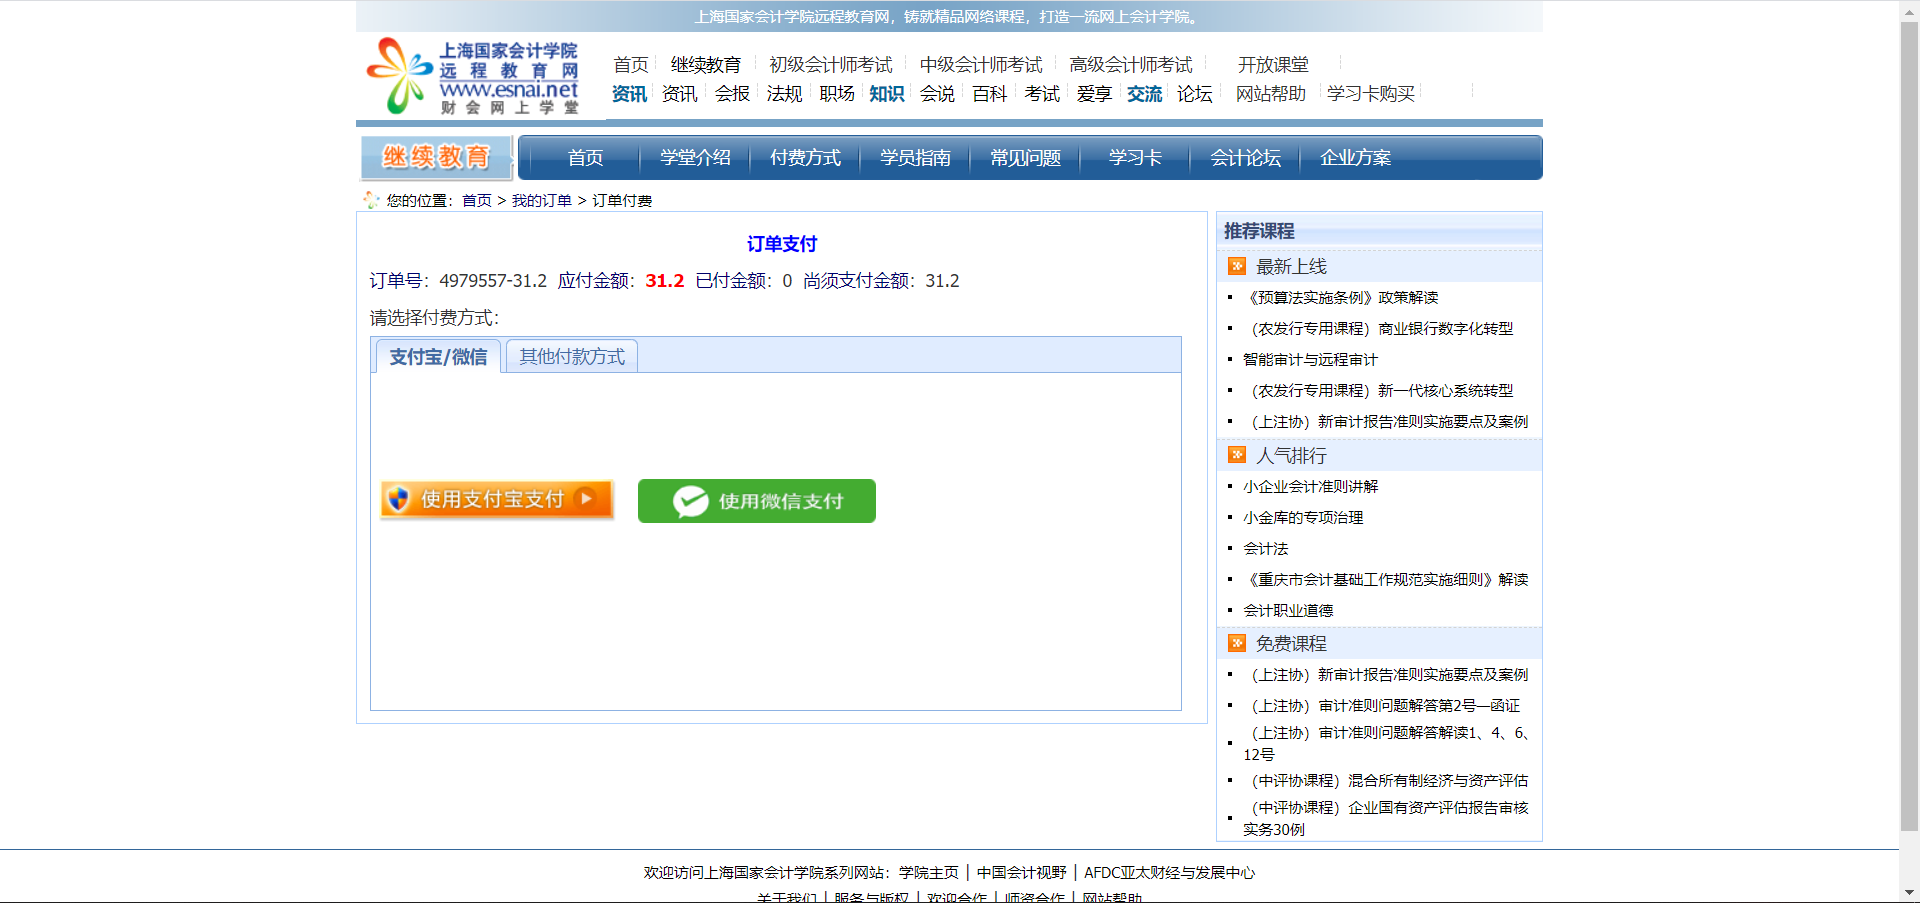 上海国家会计学院远程教育网，铸就精品网络课程，打造一流网上会计学院。
上海国家会计学院
远程教育网
www.esnai.net
财会网上学堂
首页 继续教育 初级会计师考试 中级会计师考试 高级会计师考试 开放课堂
资讯 资讯 会报 法规 职场 知识 会说 百科 考试 爱享 交流 论坛 网站帮助 学习卡购买
继续教育
首页 学堂介绍 付费方式 学员指南 常见问题 学习卡 会计论坛 企业方案
您的位置：首页 > 我的订单 > 订单付费
订单支付
订单号：4979557-31.2 应付金额：31.2 已付金额：0 尚须支付金额：31.2
请选择付费方式：
支付宝/微信 其他付款方式
使用支付宝支付
使用微信支付
推荐课程
最新上线
《预算法实施条例》政策解读
（农发行专用课程）商业银行数字化转型
智能审计与远程审计
（农发行专用课程）新一代核心系统转型
（上注协）新审计报告准则实施要点及案例
人气排行
小企业会计准则讲解
小金库的专项治理
会计法
《重庆市会计基础工作规范实施细则》解读
会计职业道德
免费课程
（上注协）新审计报告准则实施要点及案例
（上注协）审计准则问题解答第2号—函证
（上注协）审计准则问题解答解读1、4、6、
12号
（中评协课程）混合所有制经济与资产评估
（中评协课程）企业国有资产评估报告审核
实务30例
欢迎访问上海国家会计学院系列网站：学院主页 | 中国会计视野 | AFDC亚太财经与发展中心
关于我们 | 服务与版权 | 欢迎合作 | 师资合作 | 网站帮助